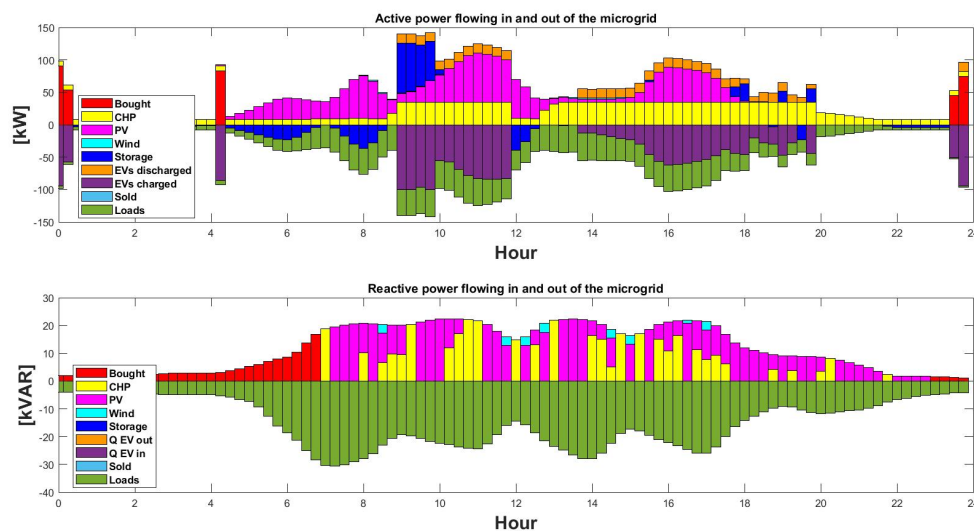 Active power flowing in and out of the microgrid
150
100
50
0
-50
-100
-150
[kW]
Bought
CHP
PV
Wind
Storage
EVs discharged
EVs charged
Sold
Loads
0 2 4 6 8 10 12 14 16 18 20 22 24
Hour
Reactive power flowing in and out of the microgrid
30
20
10
0
-10
-20
-30
-40
[kVAR]
Bought
CHP
PV
Wind
Storage
Q EV out
Q EV in
Sold
Loads
0 2 4 6 8 10 12 14 16 18 20 22 24
Hour